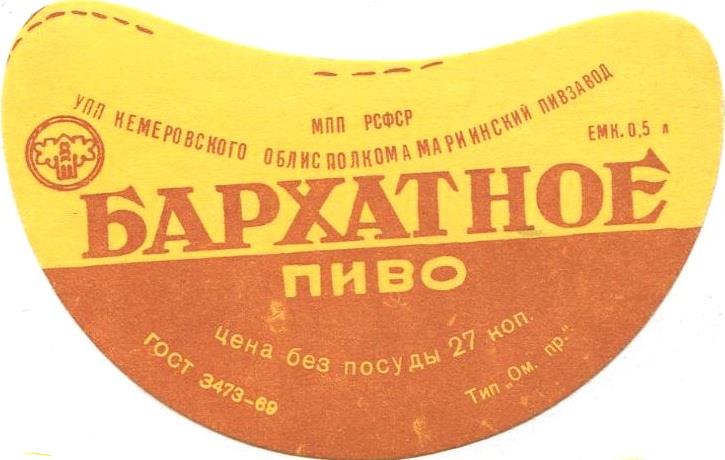 МПП РСФСР
УПП КЕМЕРОВСКОГО ОБЛИСПОЛКОМА МАРИИНСКИЙ ПИВЗАВОД
ЕМК. 0,5 л
БАРХАТНОЕ
ПИВО
цена без посуды 27 коп.
ГОСТ 3473-69
Тип „Ом. пр."